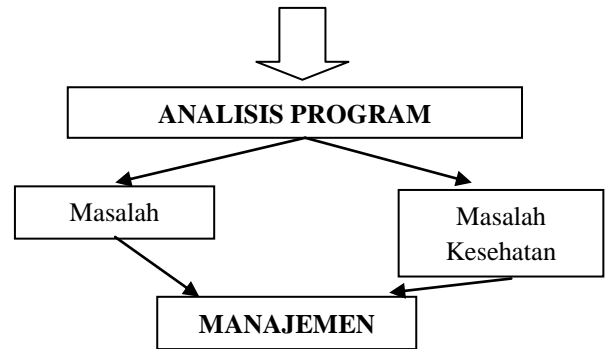 ANALISIS PROGRAM
Masalah
Masalah
Kesehatan
MANAJEMEN